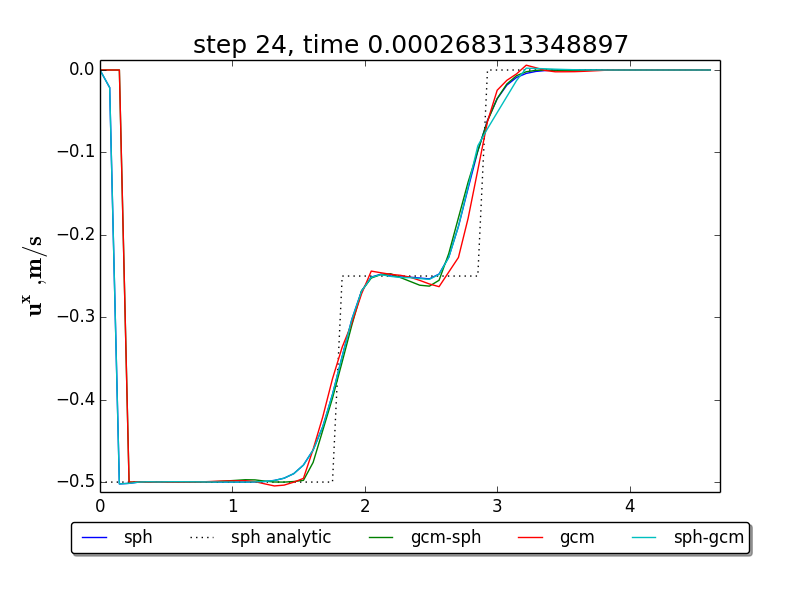 step 24, time 0.000268313348897
0.0
−0.1
−0.2
−0.3
−0.4
−0.5
u^x ,m/s
0 1 2 3 4
sph sph analytic gcm-sph gcm sph-gcm